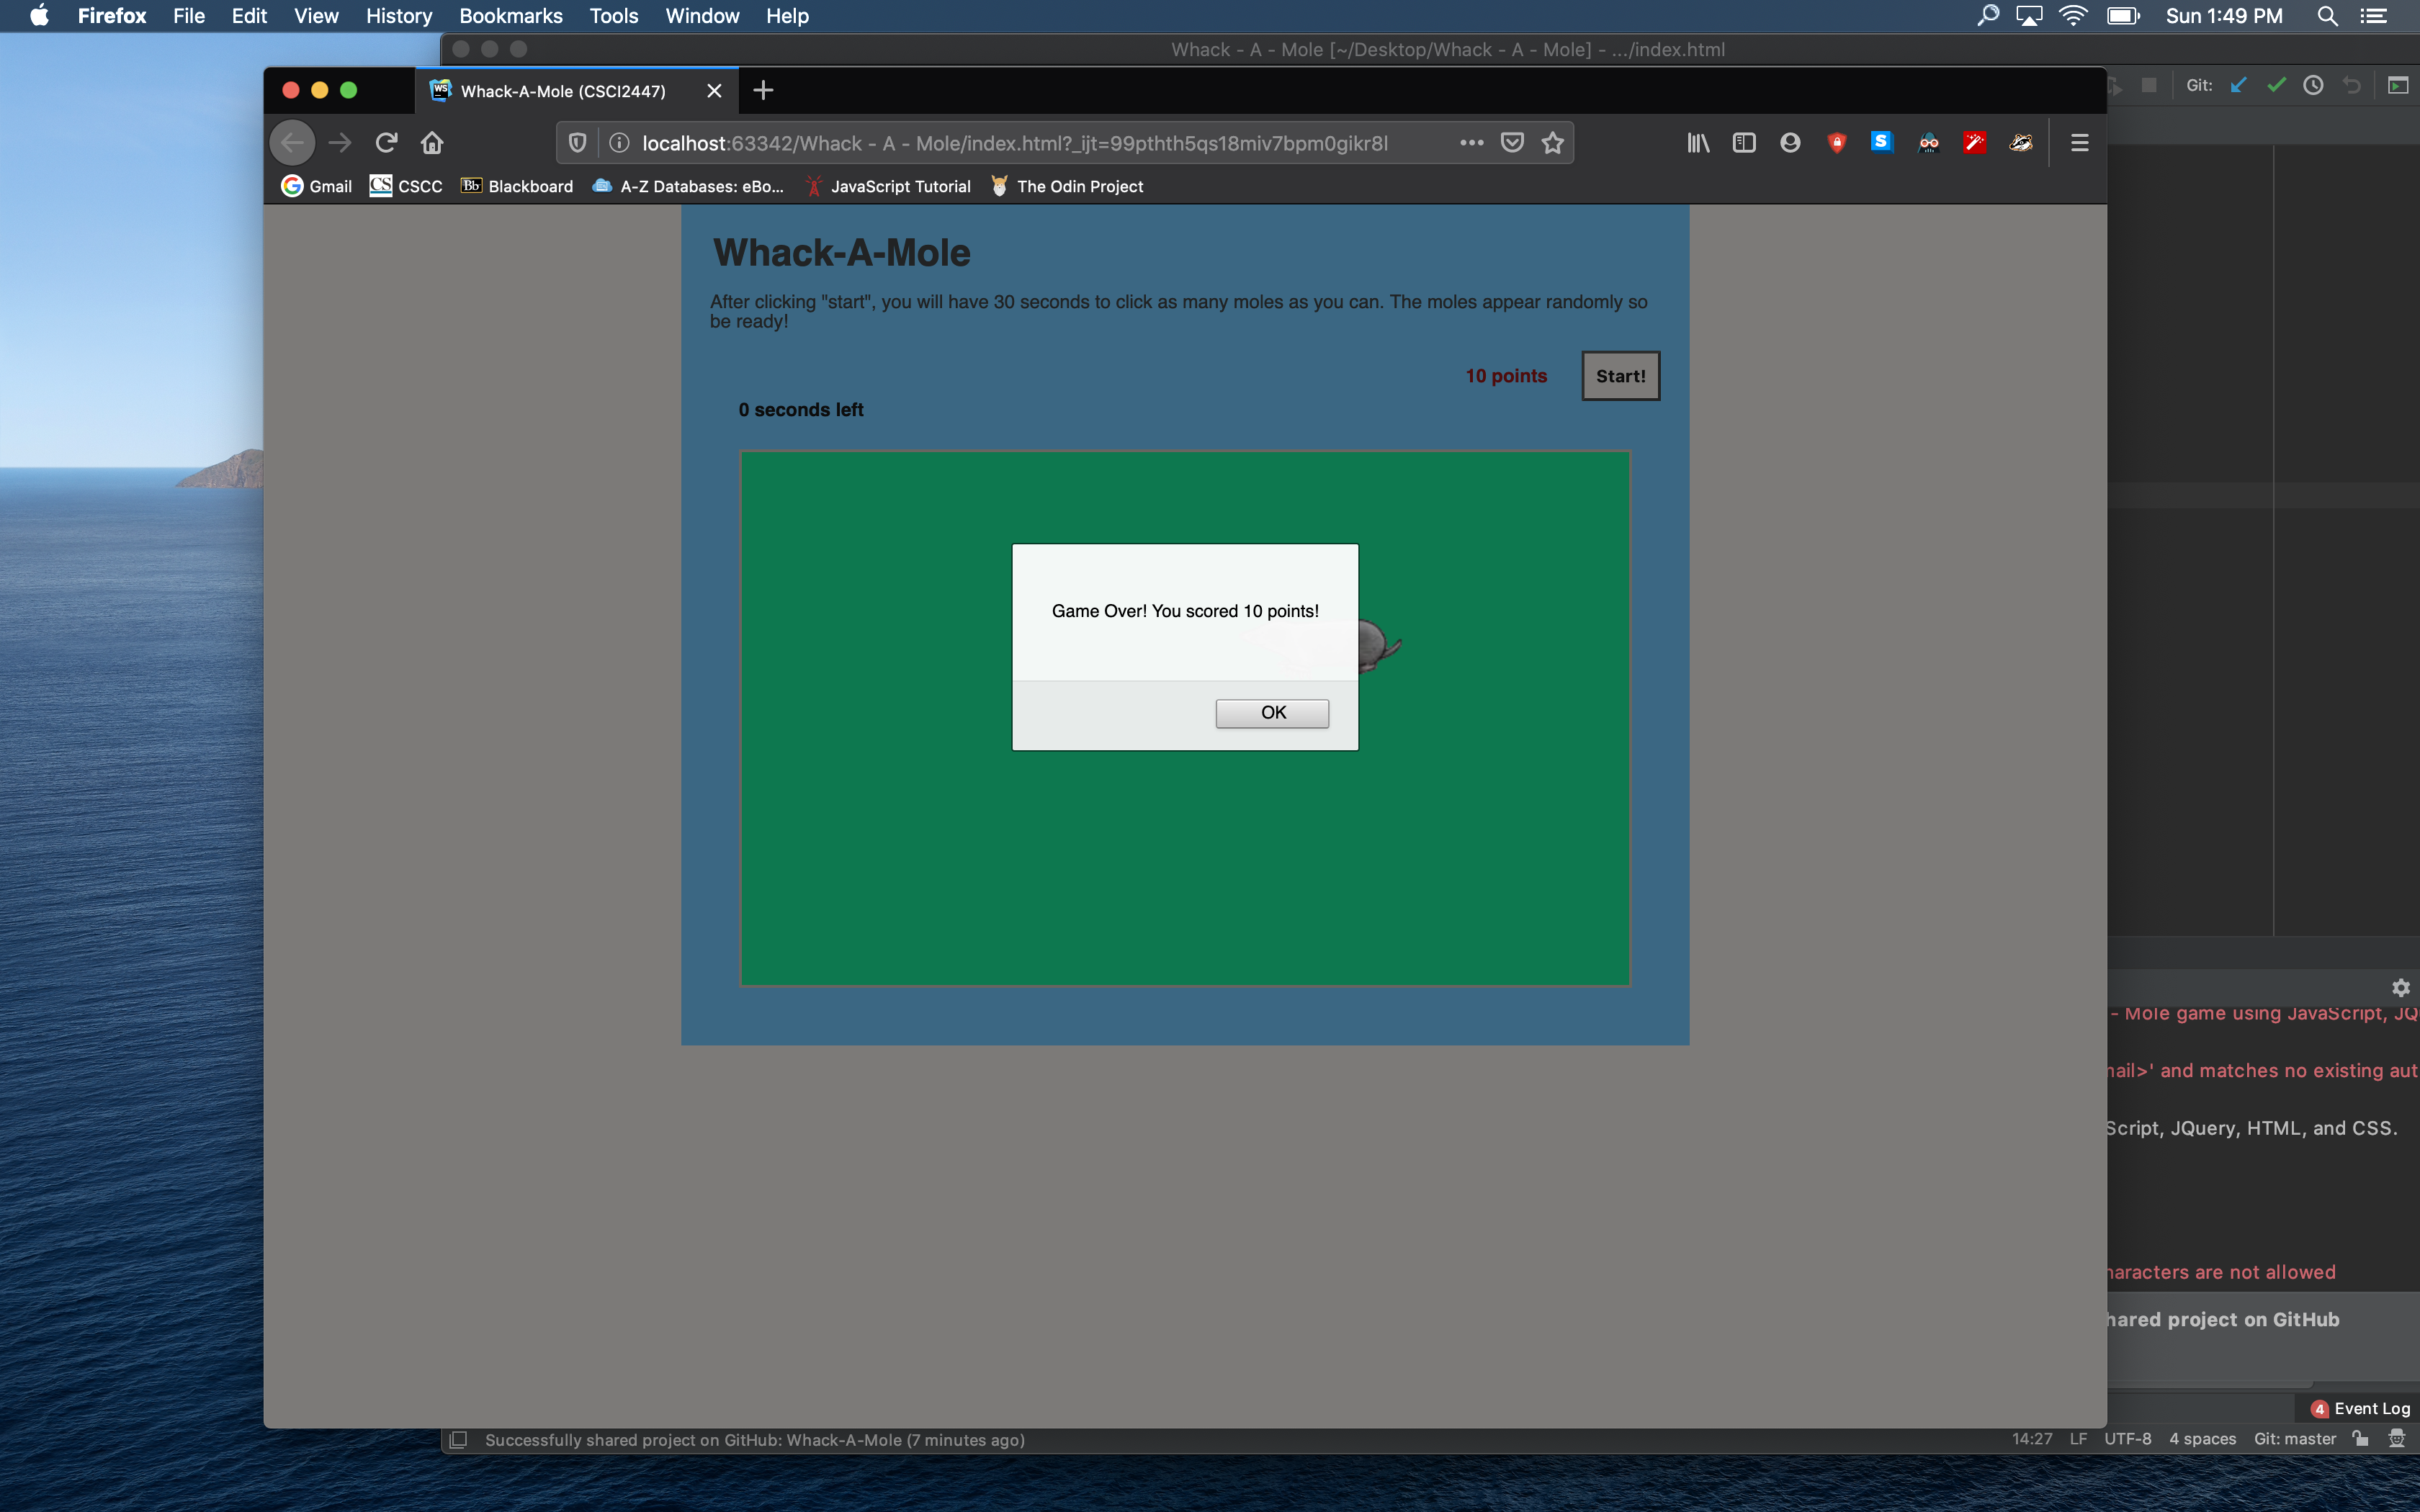 Firefox File Edit View History Bookmarks Tools Window Help Sun 1:49 PM
Whack - A - Mole [~/Desktop/Whack - A - Mole] - .../index.html
WS Whack-A-Mole (CSCI2447)
Git:
localhost:63342/Whack - A - Mole/index.html?_ijt=99pthth5qs18miv7bpm0gikr8l
S
G Gmail CS CSCC Bb Blackboard A-Z Databases: eBo... JavaScript Tutorial The Odin Project
Whack-A-Mole
After clicking "start", you will have 30 seconds to click as many moles as you can. The moles appear randomly so
be ready!
10 points Start!
0 seconds left
Game Over! You scored 10 points!
OK
- Mole game using JavaScript, JQ
nail>' and matches no existing aut
Script, JQuery, HTML, and CSS.
haracters are not allowed
hared project on GitHub
4 Event Log
Successfully shared project on GitHub: Whack-A-Mole (7 minutes ago) 14:27 LF UTF-8 4 spaces Git: master